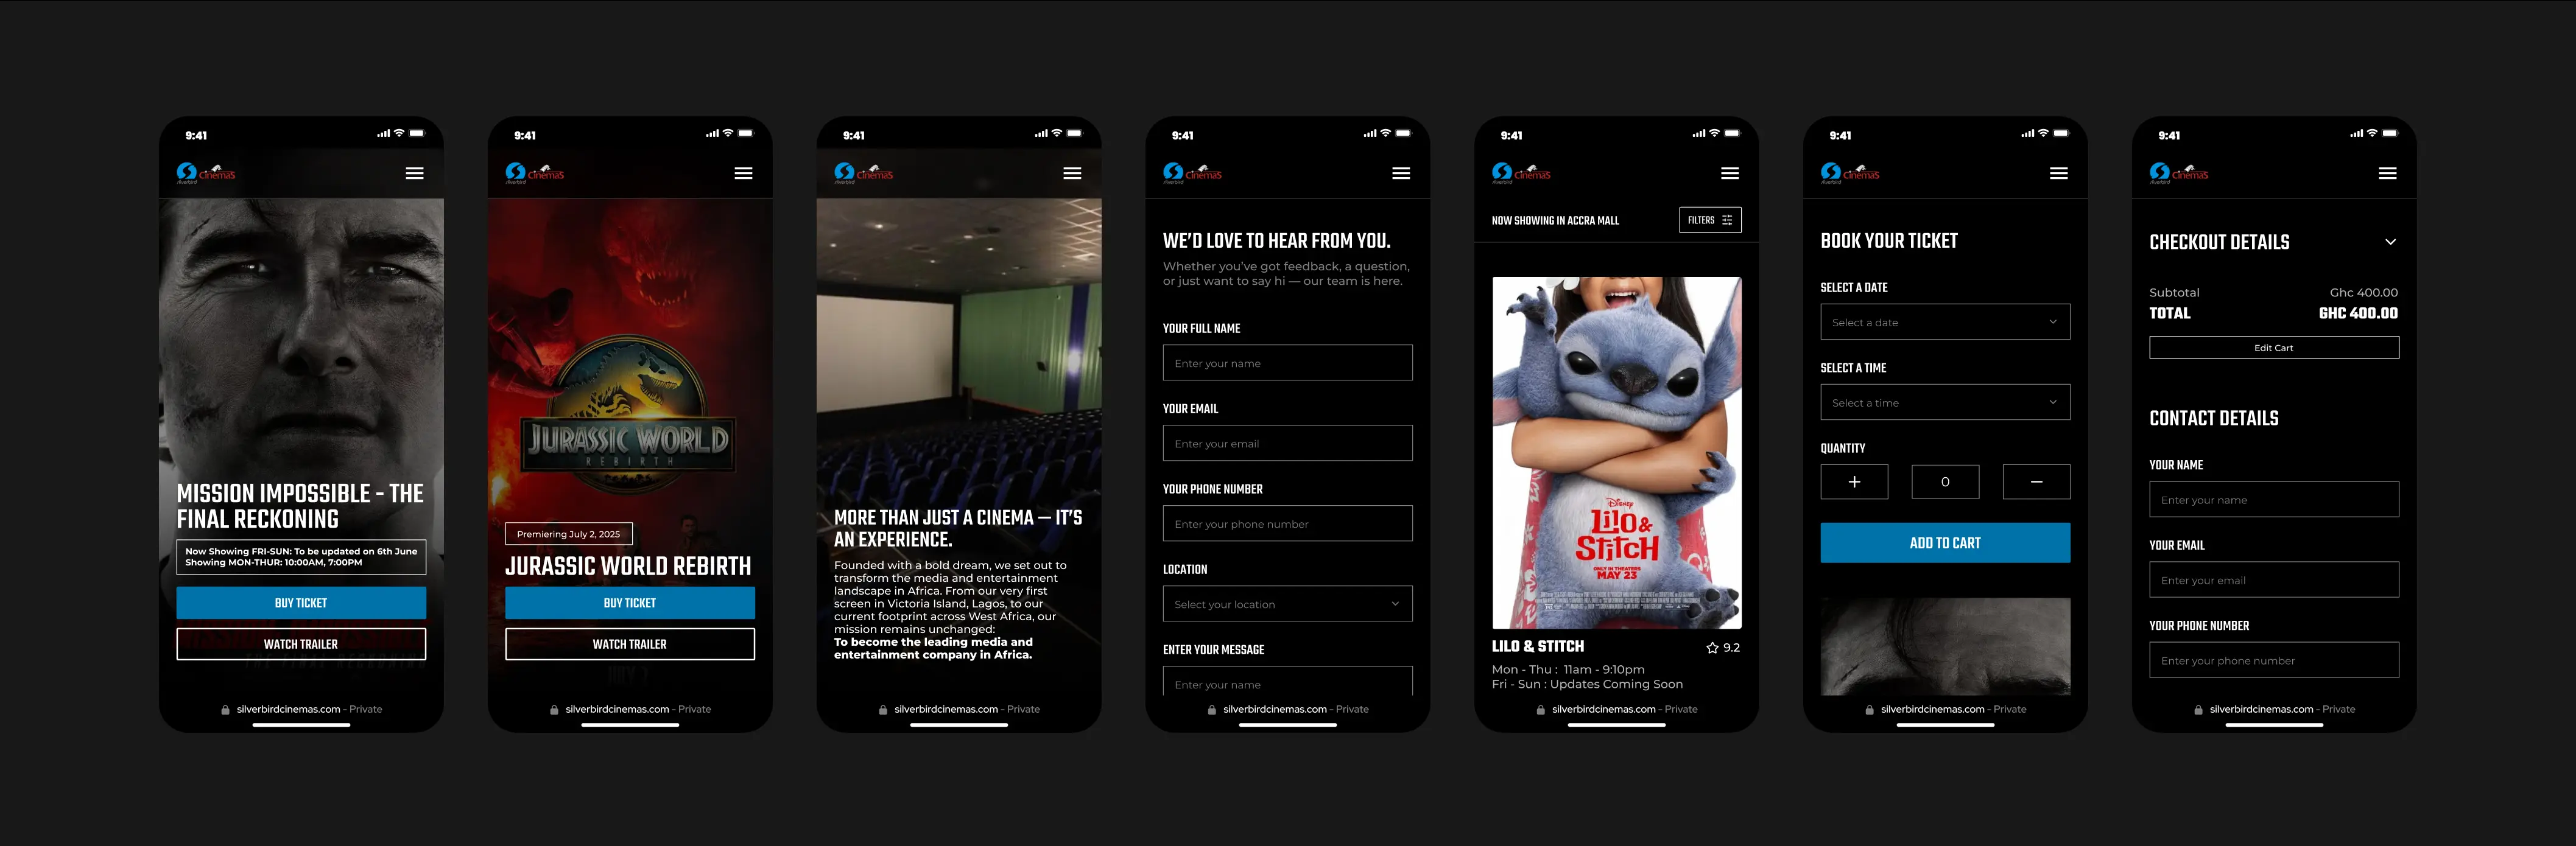 9:41
silverbird
cinemas
MISSION IMPOSSIBLE - THE
FINAL RECKONING
Now Showing FRI-SUN: To be updated on 6th June
Showing MON-THUR: 10:00AM, 7:00PM
BUY TICKET
WATCH TRAILER
silverbirdcinemas.com - Private
9:41
silverbird
cinemas
JURASSIC WORLD
REBIRTH
Premiering July 2, 2025
JURASSIC WORLD REBIRTH
BUY TICKET
WATCH TRAILER
JULY 2
silverbirdcinemas.com - Private
9:41
silverbird
cinemas
MORE THAN JUST A CINEMA — IT'S
AN EXPERIENCE.
Founded with a bold dream, we set out to
transform the media and entertainment
landscape in Africa. From our very first
screen in Victoria Island, Lagos, to our
current footprint across West Africa, our
mission remains unchanged:
To become the leading media and
entertainment company in Africa.
silverbirdcinemas.com - Private
9:41
silverbird
cinemas
WE'D LOVE TO HEAR FROM YOU.
Whether you've got feedback, a question,
or just want to say hi — our team is here.
YOUR FULL NAME
Enter your name
YOUR EMAIL
Enter your email
YOUR PHONE NUMBER
Enter your phone number
LOCATION
Select your location
ENTER YOUR MESSAGE
Enter your name
silverbirdcinemas.com - Private
9:41
silverbird
cinemas
NOW SHOWING IN ACCRA MALL
FILTERS
Disney
Lilo &
Stitch
ONLY IN THEATERS
MAY 23
LILO & STITCH
9.2
Mon - Thu : 11am - 9:10pm
Fri - Sun : Updates Coming Soon
silverbirdcinemas.com - Private
9:41
silverbird
cinemas
BOOK YOUR TICKET
SELECT A DATE
Select a date
SELECT A TIME
Select a time
QUANTITY
+ 0 −
ADD TO CART
silverbirdcinemas.com - Private
9:41
silverbird
cinemas
CHECKOUT DETAILS
Subtotal Ghc 400.00
TOTAL GHC 400.00
Edit Cart
CONTACT DETAILS
YOUR NAME
Enter your name
YOUR EMAIL
Enter your email
YOUR PHONE NUMBER
Enter your phone number
silverbirdcinemas.com - Private